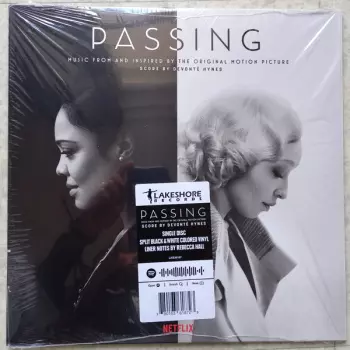 PASSING
MUSIC FROM AND INSPIRED BY THE ORIGINAL MOTION PICTURE
SCORE BY DEVONTÉ HYNES
LAKESHORE
RECORDS
PASSING
SCORE BY DEVONTÉ HYNES
SINGLE DISC
SPLIT BLACK & WHITE COLORED VINYL
LINER NOTES BY REBECCA HALL
NETFLIX